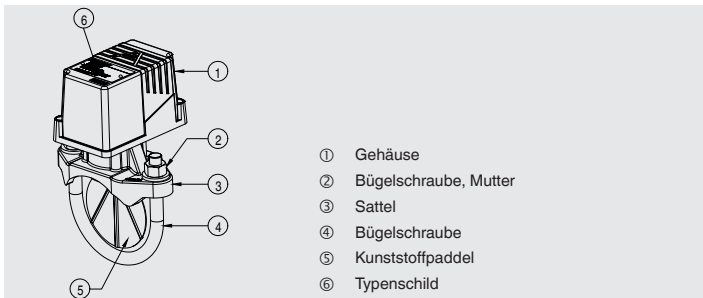 6
1
2
3
4
5
① Gehäuse
② Bügelschraube, Mutter
③ Sattel
④ Bügelschraube
⑤ Kunststoffpaddel
⑥ Typenschild